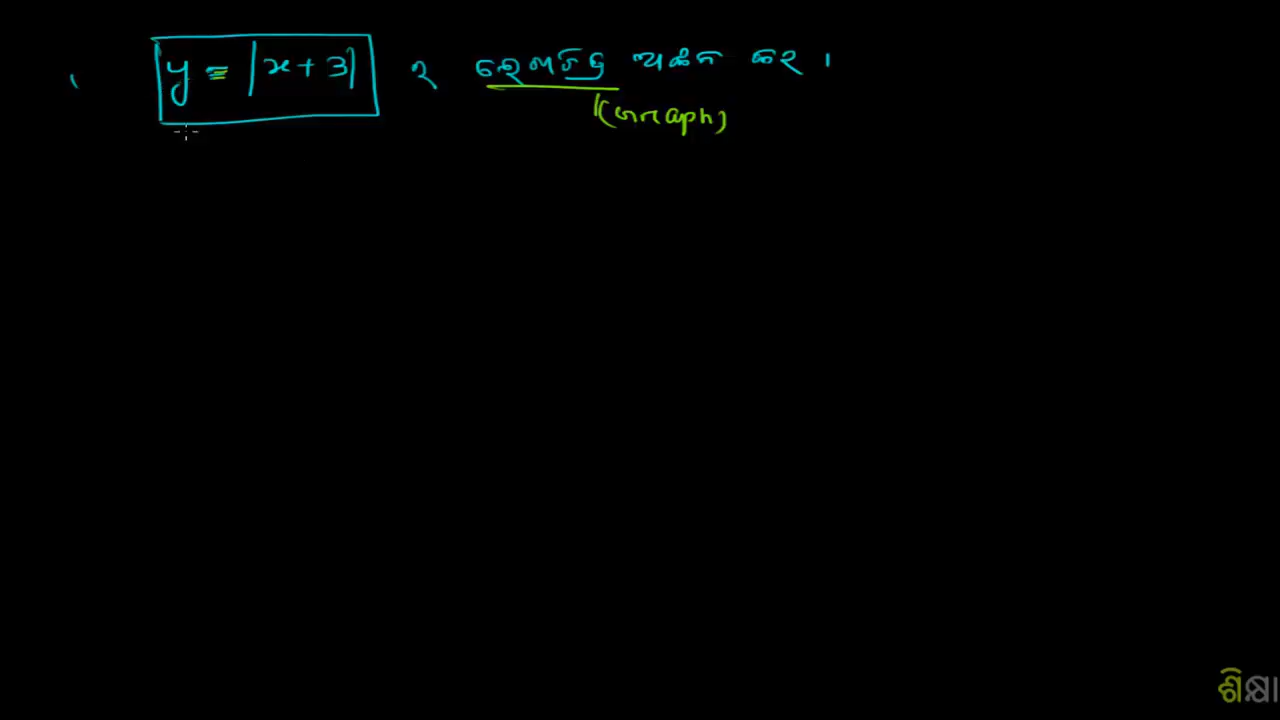 y = |x + 3| ର ଲେଖଚିତ୍ର ଅଙ୍କନ କର ।
(Graph)
ଶିକ୍ଷା